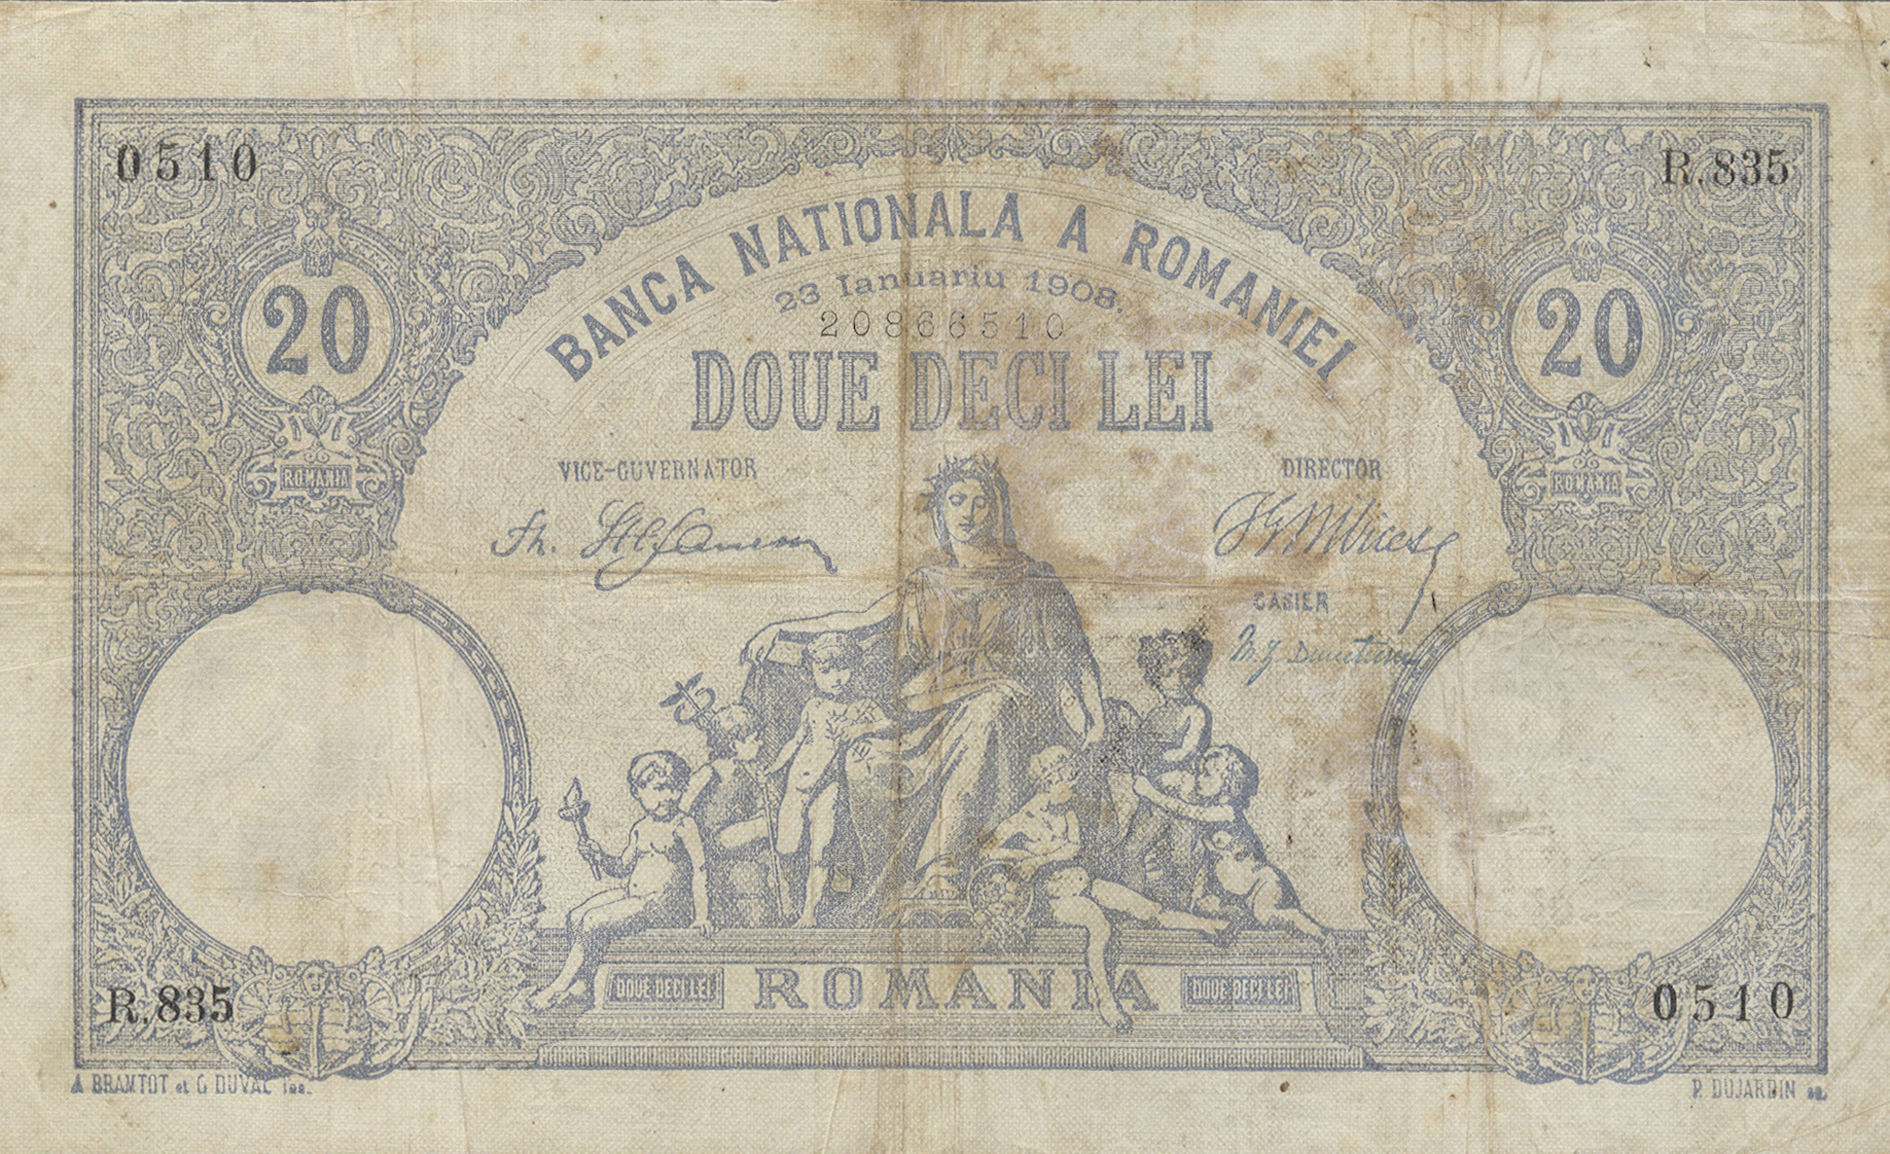 0510
R.835
BANCA NATIONALA A ROMANIEI
23 Ianuariu 1908.
20866510
20
20
DOUE DECI LEI
VICE-GUVERNATOR
DIRECTOR
ROMANIA
ROMANIA
Th.
CASIER
DOUE DECI LEI
ROMANIA
DOUE DECI LEI
R.835
0510
A BRAMTOT et G DUVAL
P. DUJARDIN